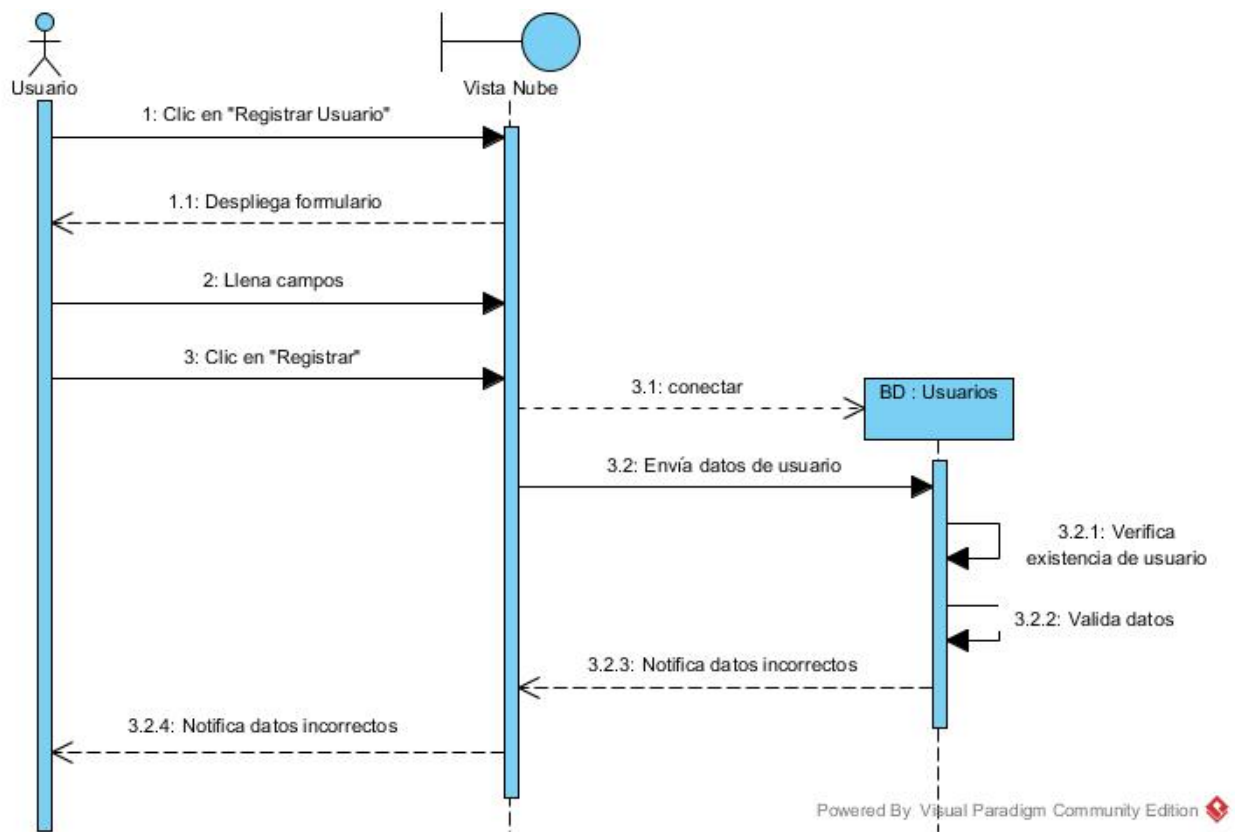 Usuario
Vista Nube
1: Clic en "Registrar Usuario"
1.1: Despliega formulario
2: Llena campos
3: Clic en "Registrar"
3.1: conectar
BD : Usuarios
3.2: Envía datos de usuario
3.2.1: Verifica
existencia de usuario
3.2.2: Valida datos
3.2.3: Notifica datos incorrectos
3.2.4: Notifica datos incorrectos
Powered By Visual Paradigm Community Edition